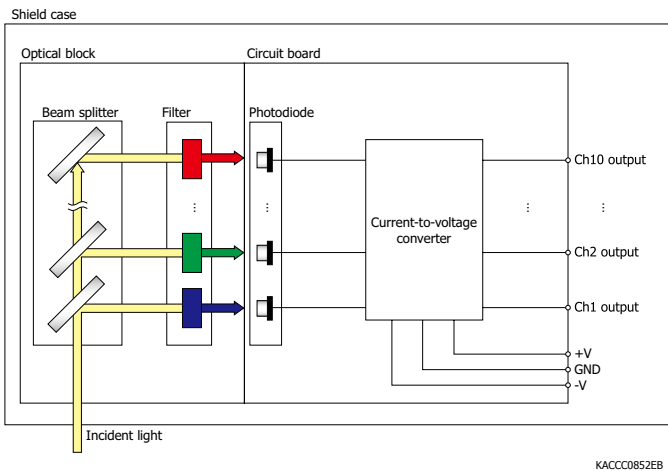 Shield case
Optical block
Circuit board
Beam splitter
Filter
Photodiode
Ch10 output
Current-to-voltage
converter
Ch2 output
Ch1 output
+V
GND
-V
Incident light
KACCC0852EB